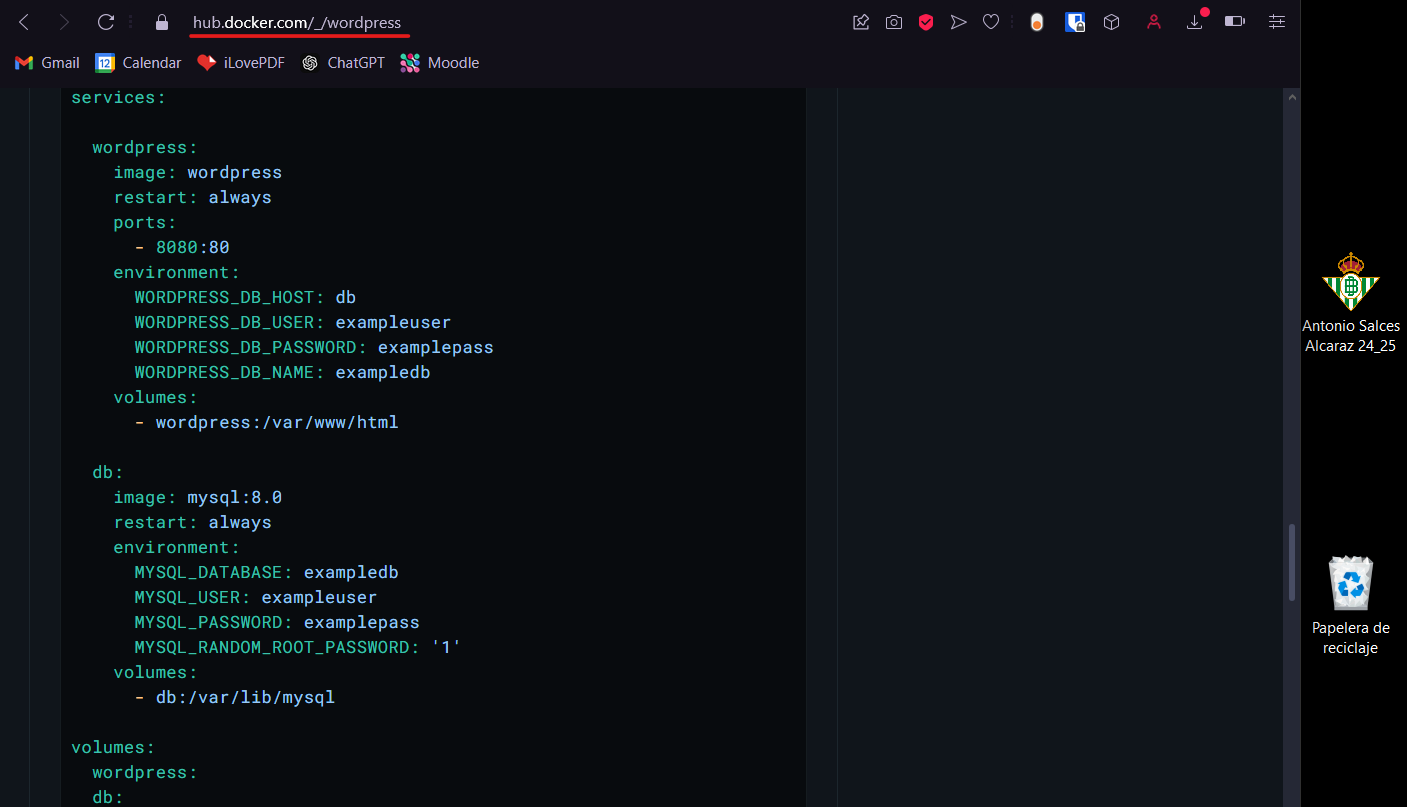 hub.docker.com/_/wordpress
Gmail
12
Calendar
iLovePDF
ChatGPT
Moodle
services:
wordpress:
image: wordpress
restart: always
ports:
- 8080:80
environment:
WORDPRESS_DB_HOST: db
WORDPRESS_DB_USER: exampleuser
WORDPRESS_DB_PASSWORD: examplepass
WORDPRESS_DB_NAME: exampledb
volumes:
- wordpress:/var/www/html
db:
image: mysql:8.0
restart: always
environment:
MYSQL_DATABASE: exampledb
MYSQL_USER: exampleuser
MYSQL_PASSWORD: examplepass
MYSQL_RANDOM_ROOT_PASSWORD: '1'
volumes:
- db:/var/lib/mysql
volumes:
wordpress:
db:
Antonio Salces
Alcaraz 24_25
Papelera de
reciclaje